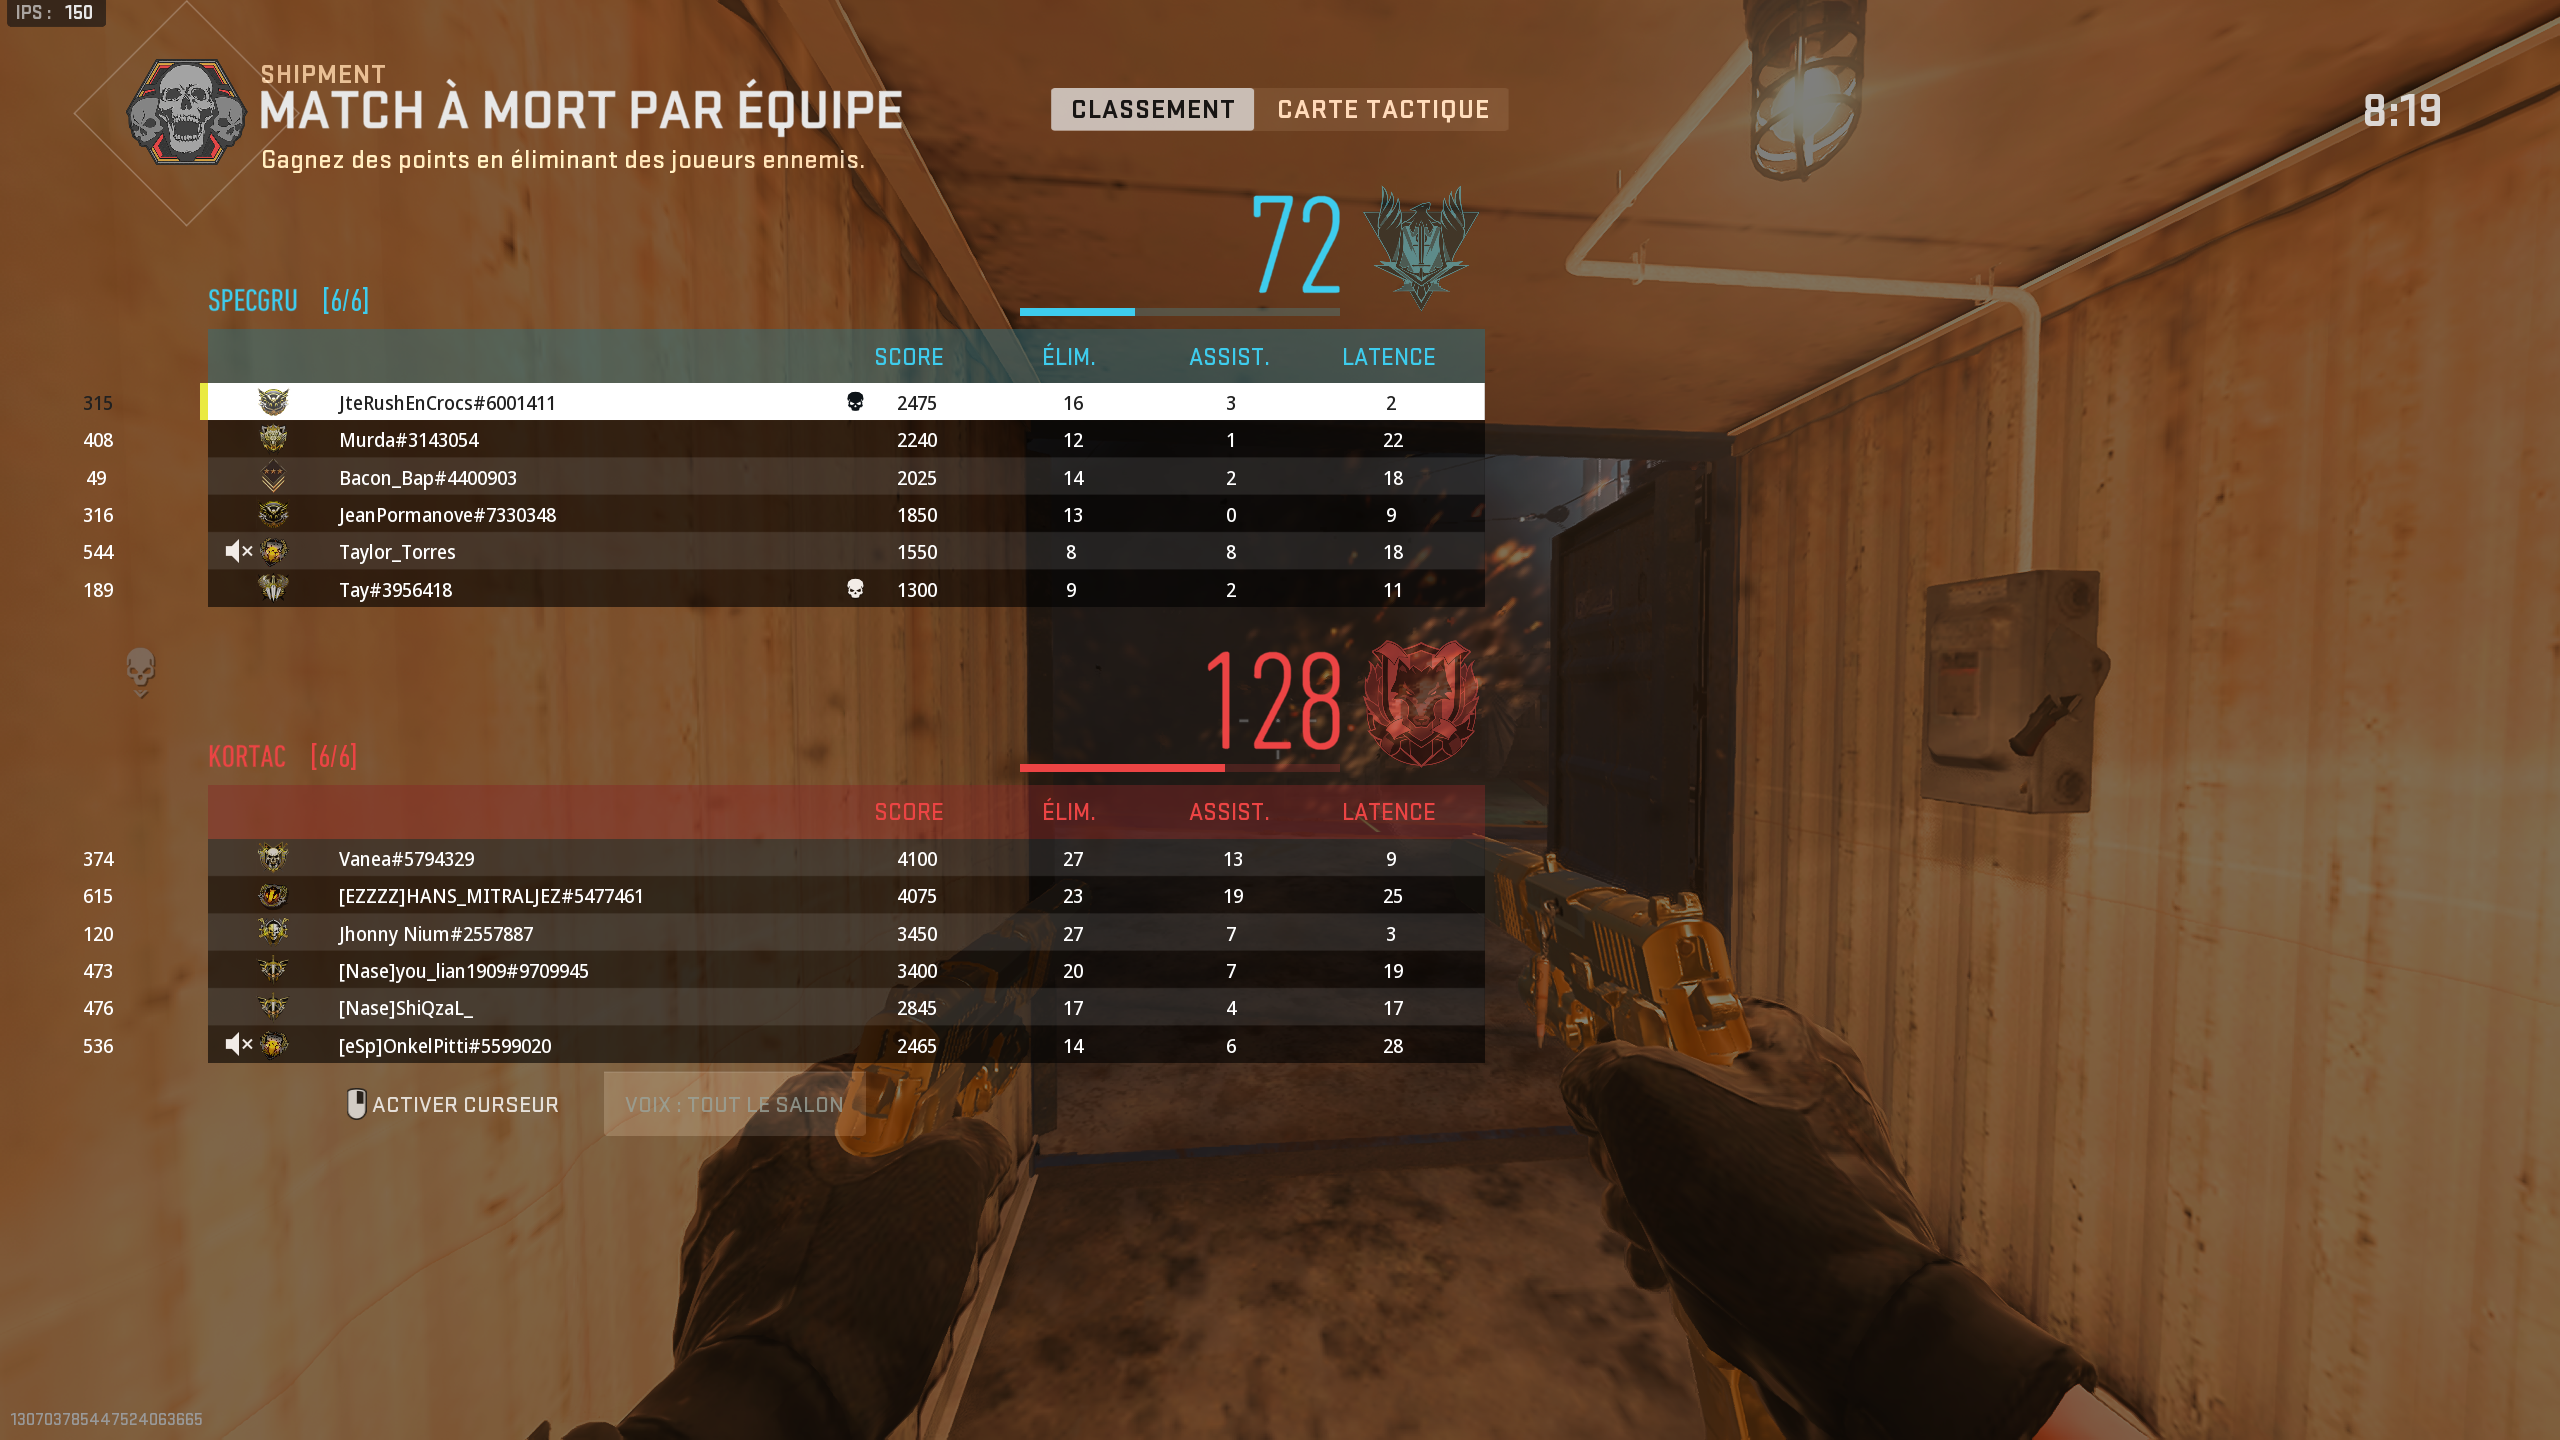 IPS : 150
SHIPMENT
MATCH À MORT PAR ÉQUIPE
Gagnez des points en éliminant des joueurs ennemis.
CLASSEMENT CARTE TACTIQUE
8:19
72
SPECGRU [6/6]
SCORE ÉLIM. ASSIST. LATENCE
315 JteRushEnCrocs#6001411 2475 16 3 2
408 Murda#3143054 2240 12 1 22
49 Bacon_Bap#4400903 2025 14 2 18
316 JeanPormanove#7330348 1850 13 0 9
544 Taylor_Torres 1550 8 8 18
189 Tay#3956418 1300 9 2 11
128
KORTAC [6/6]
SCORE ÉLIM. ASSIST. LATENCE
374 Vanea#5794329 4100 27 13 9
615 [EZZZZ]HANS_MITRALJEZ#5477461 4075 23 19 25
120 Jhonny Nium#2557887 3450 27 7 3
473 [Nase]you_lian1909#9709945 3400 20 7 19
476 [Nase]ShiQzaL_ 2845 17 4 17
536 [eSp]OnkelPitti#5599020 2465 14 6 28
ACTIVER CURSEUR VOIX : TOUT LE SALON
130703785447524063665